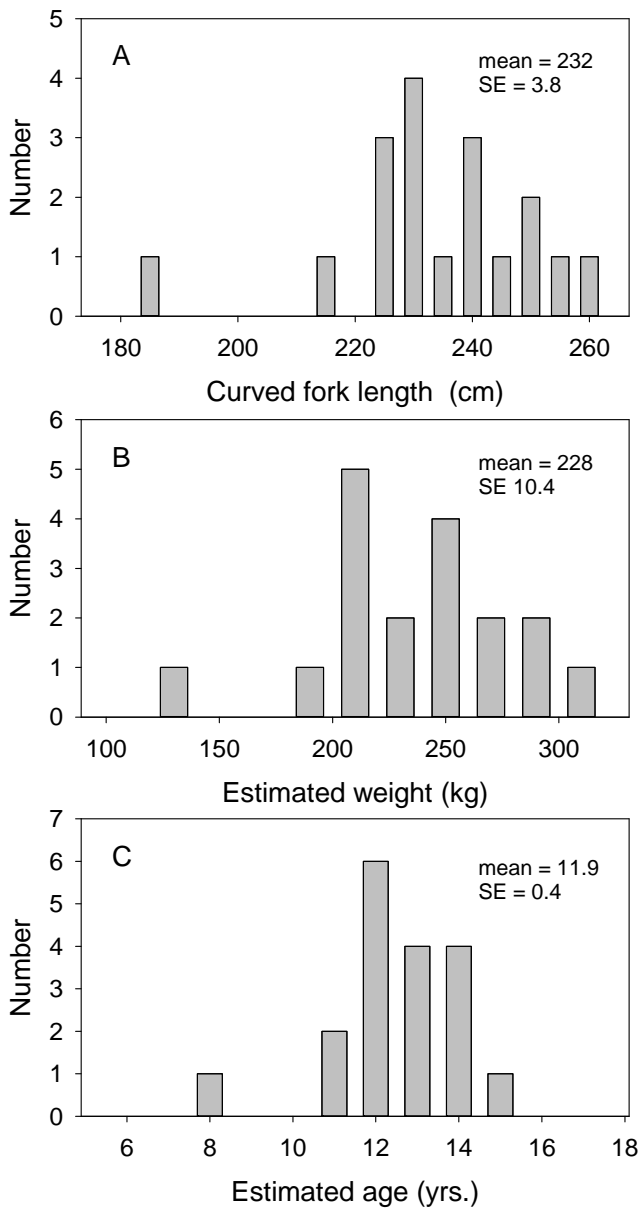 A
mean = 232
SE = 3.8
Number
5
4
3
2
1
0
180 200 220 240 260
Curved fork length (cm)
B
mean = 228
SE 10.4
Number
6
5
4
3
2
1
0
100 150 200 250 300
Estimated weight (kg)
C
mean = 11.9
SE = 0.4
Number
7
6
5
4
3
2
1
0
6 8 10 12 14 16 18
Estimated age (yrs.)